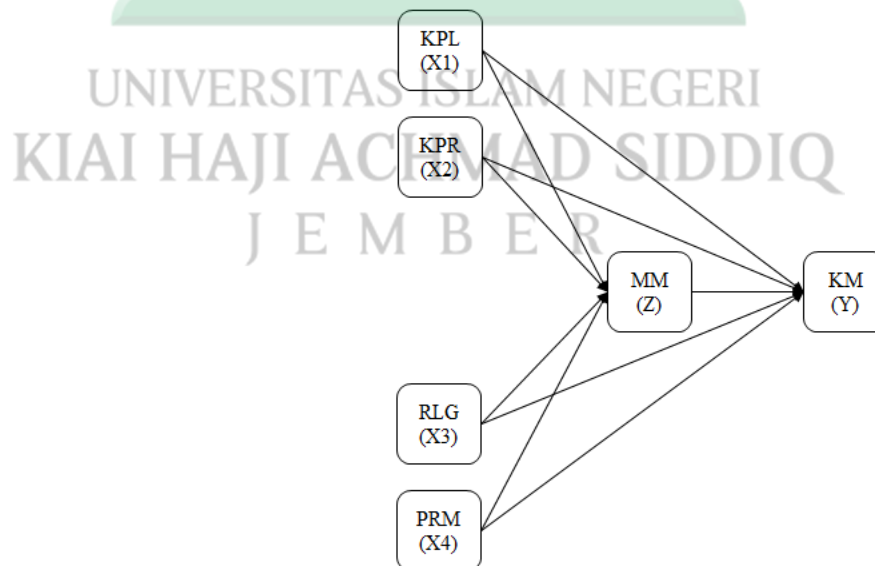 KPL
(X1)
UNIVERSITAS ISLAM NEGERI
KPR
(X2)
KIAI HAJI ACHMAD SIDDIQ
J E M B E R
MM
(Z)
KM
(Y)
RLG
(X3)
PRM
(X4)